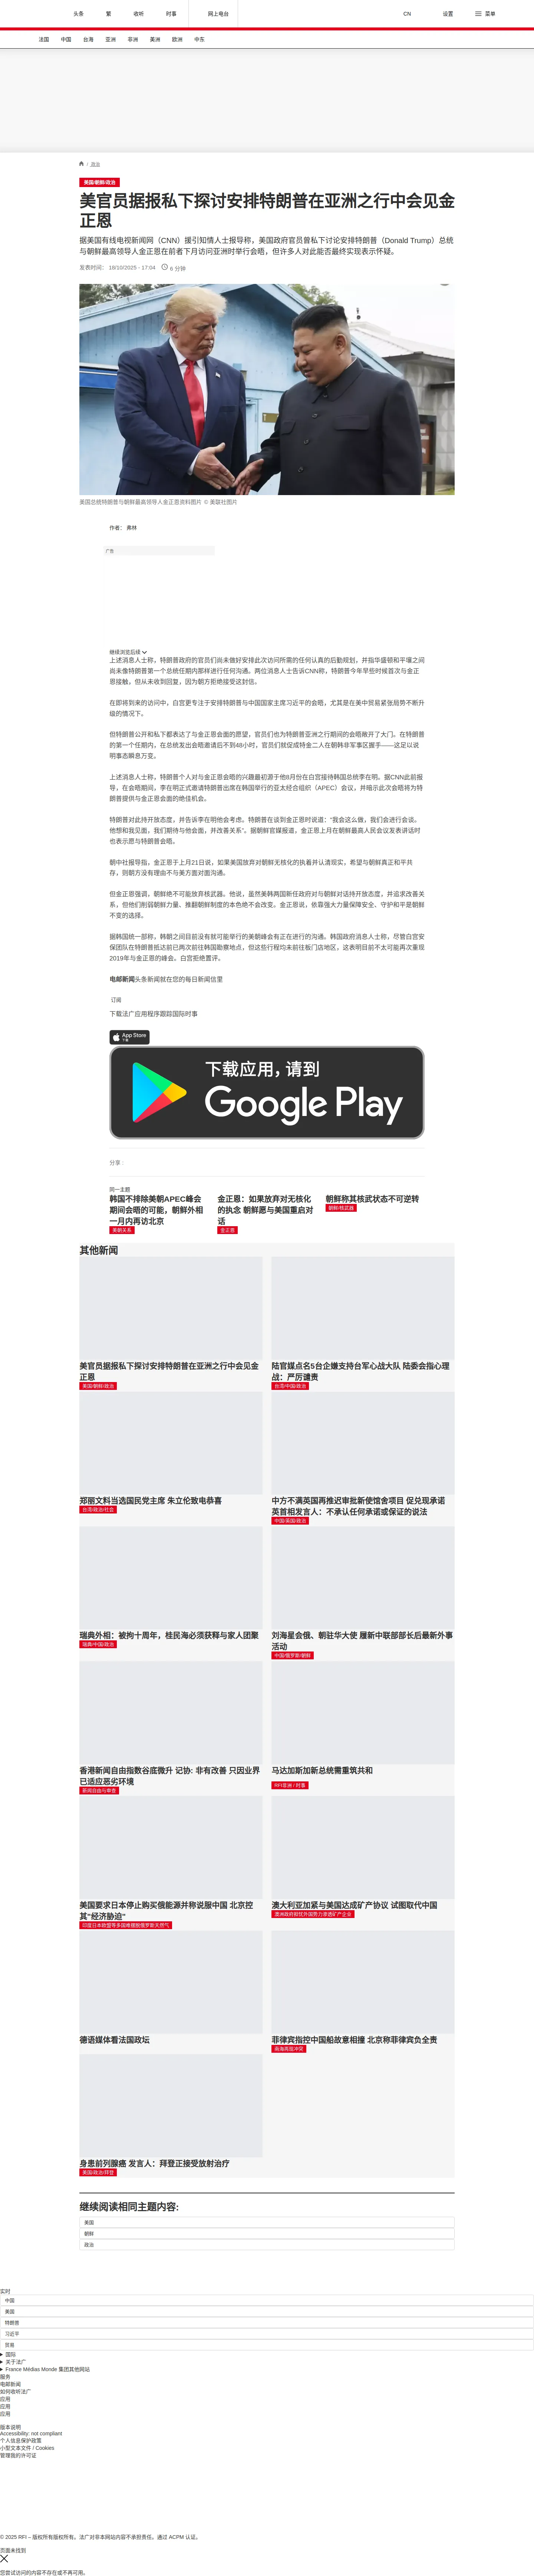 头条
繁
收听
时事
网上电台
CN
设置
菜单
法国
中国
台海
亚洲
非洲
美洲
欧洲
中东
/ 政治
美国/朝鲜/政治
美官员据报私下探讨安排特朗普在亚洲之行中会见金
正恩
据美国有线电视新闻网（CNN）援引知情人士报导称，美国政府官员曾私下讨论安排特朗普（Donald Trump）总统
与朝鲜最高领导人金正恩在前者下月访问亚洲时举行会晤，但许多人对此能否最终实现表示怀疑。
发表时间： 18/10/2025 - 17:04
6 分钟
美国总统特朗普与朝鲜最高领导人金正恩资料图片 © 美联社图片
作者： 弗林
广告
继续浏览后续
上述消息人士称，特朗普政府的官员们尚未做好安排此次访问所需的任何认真的后勤规划，并指华盛顿和平壤之间
尚未像特朗普第一个总统任期内那样进行任何沟通。两位消息人士告诉CNN称，特朗普今年早些时候首次与金正
恩接触，但从未收到回复，因为朝方拒绝接受这封信。
在即将到来的访问中，白宫更专注于安排特朗普与中国国家主席习近平的会晤，尤其是在美中贸易紧张局势不断升
级的情况下。
但特朗普公开和私下都表达了与金正恩会面的愿望，官员们也为特朗普亚洲之行期间的会晤敞开了大门。在特朗普
的第一个任期内，在总统发出会晤邀请后不到48小时，官员们就促成特金二人在朝韩非军事区握手——这足以说
明事态瞬息万变。
上述消息人士称，特朗普个人对与金正恩会晤的兴趣最初源于他8月份在白宫接待韩国总统李在明。据CNN此前报
导，在会晤期间，李在明正式邀请特朗普出席在韩国举行的亚太经合组织（APEC）会议，并暗示此次会晤将为特
朗普提供与金正恩会面的绝佳机会。
特朗普对此持开放态度，并告诉李在明他会考虑。特朗普在谈到金正恩时说道：“我会这么做，我们会进行会谈。
他想和我见面，我们期待与他会面，并改善关系”。据朝鲜官媒报道，金正恩上月在朝鲜最高人民会议发表讲话时
也表示愿与特朗普会晤。
朝中社报导指，金正恩于上月21日说，如果美国放弃对朝鲜无核化的执着并认清现实，希望与朝鲜真正和平共
存，则朝方没有理由不与美方面对面沟通。
但金正恩强调，朝鲜绝不可能放弃核武器。他说，虽然美韩两国新任政府对与朝鲜对话持开放态度，并追求改善关
系，但他们削弱朝鲜力量、推翻朝鲜制度的本色绝不会改变。金正恩说，依靠强大力量保障安全、守护和平是朝鲜
不变的选择。
据韩国统一部称，韩朝之间目前没有就可能举行的美朝峰会有正在进行的沟通。韩国政府消息人士称，尽管白宫安
保团队在特朗普抵达前已两次前往韩国勘察地点，但这些行程均未前往板门店地区，这表明目前不太可能再次重现
2019年与金正恩的峰会。白宫拒绝置评。
电邮新闻头条新闻就在您的每日新闻信里
订阅
下载法广应用程序跟踪国际时事
App Store
下载
下载应用，请到
Google Play
分享：
同一主题
韩国不排除美朝APEC峰会
期间会晤的可能，朝鲜外相
一月内再访北京
美朝关系
金正恩：如果放弃对无核化
的执念 朝鲜愿与美国重启对
话
金正恩
朝鲜称其核武状态不可逆转
朝鲜/核武器
其他新闻
美官员据报私下探讨安排特朗普在亚洲之行中会见金
正恩
美国/朝鲜/政治
陆官媒点名5台企嫌支持台军心战大队 陆委会指心理
战：严厉谴责
台湾/中国/政治
郑丽文料当选国民党主席 朱立伦致电恭喜
台湾/政治/社会
中方不满英国再推迟审批新使馆舍项目 促兑现承诺
英首相发言人：不承认任何承诺或保证的说法
中国/英国/政治
瑞典外相：被拘十周年，桂民海必须获释与家人团聚
瑞典/中国/政治
刘海星会俄、朝驻华大使 履新中联部部长后最新外事
活动
中国/俄罗斯/朝鲜
香港新闻自由指数谷底微升 记协: 非有改善 只因业界
已适应恶劣环境
新闻自由与审查
马达加斯加新总统需重筑共和
RFI非洲 / 时事
美国要求日本停止购买俄能源并称说服中国 北京控
其"经济胁迫"
印度日本欧盟等多国难摆脱俄罗斯天然气
澳大利亚加紧与美国达成矿产协议 试图取代中国
澳洲政府担忧外国势力渗透矿产企业
德语媒体看法国政坛
菲律宾指控中国船故意相撞 北京称菲律宾负全责
南海商抵冲突
身患前列腺癌 发言人：拜登正接受放射治疗
美国/政治/拜登
继续阅读相同主题内容:
美国
朝鲜
政治
实时
中国
美国
特朗普
习近平
贸易
国际
关于法广
France Médias Monde 集团其他网站
服务
电邮新闻
如何收听法广
应用
应用
应用
版本说明
Accessibility: not compliant
个人信息保护政策
小型文本文件 / Cookies
管理我的许可证
© 2025 RFI – 版权所有版权所有。法广对非本网站内容不承担责任。通过 ACPM 认证。
页面未找到
您尝试访问的内容不存在或不再可用。